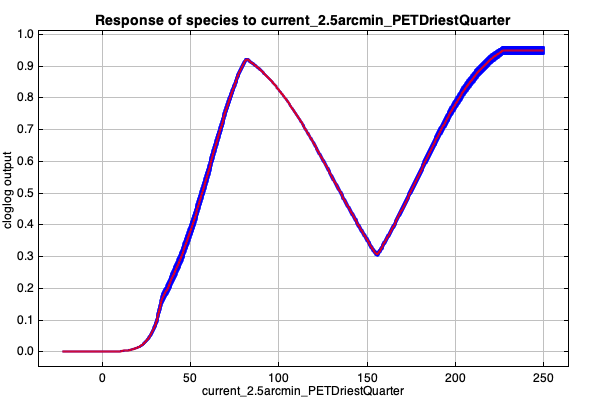 Response of species to current_2.5arcmin_PETDriestQuarter
1.0
0.9
0.8
0.7
0.6
0.5
0.4
0.3
0.2
0.1
0.0
cloglog output
0 50 100 150 200 250
current_2.5arcmin_PETDriestQuarter